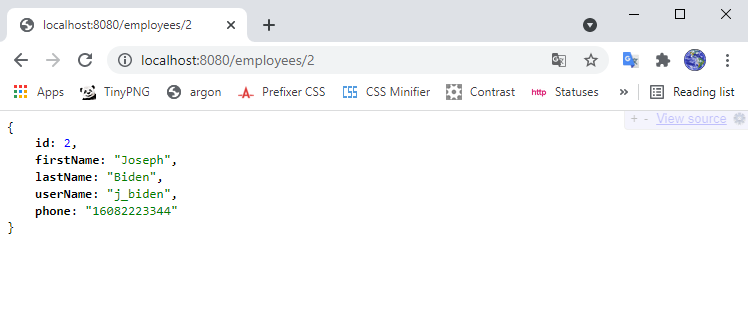 localhost:8080/employees/2
localhost:8080/employees/2
Apps TinyPNG argon Prefixer CSS CSS Minifier Contrast http Statuses » Reading list
+ - View source
{
id: 2,
firstName: "Joseph",
lastName: "Biden",
userName: "j_biden",
phone: "16082223344"
}